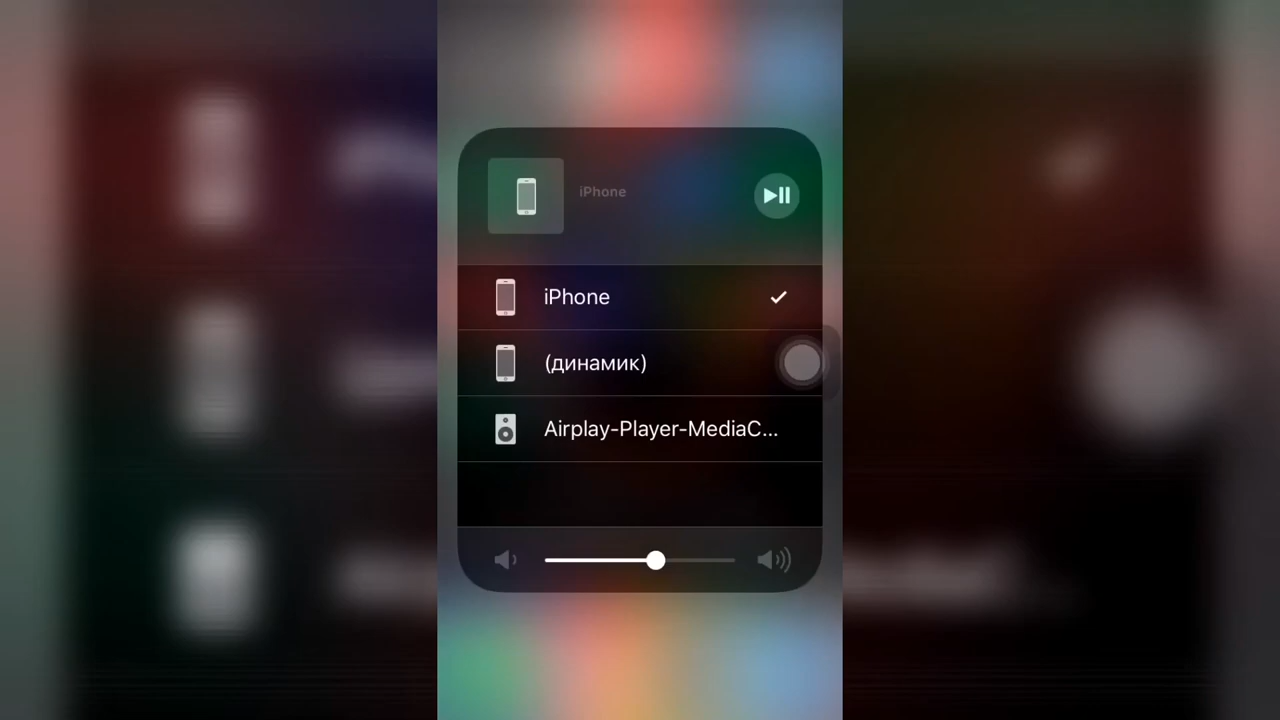 iPhone
iPhone
(динамик)
Airplay-Player-MediaC...